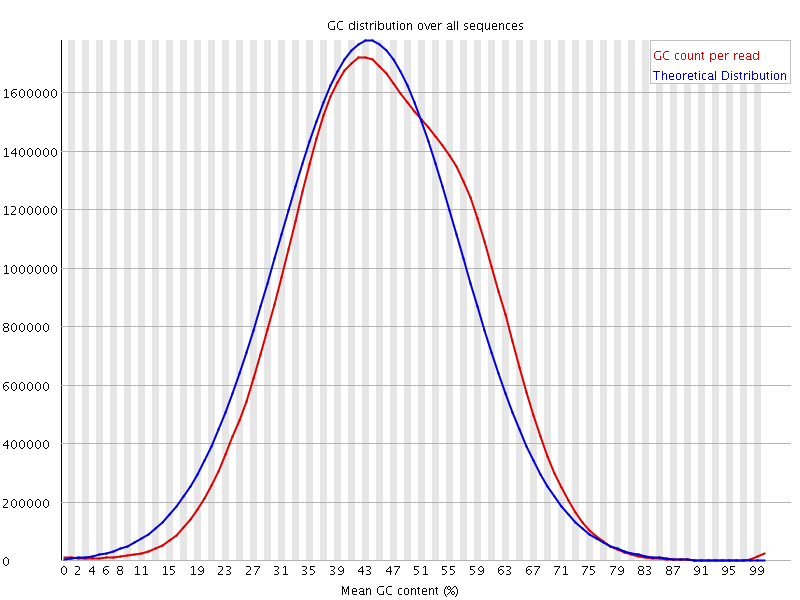 GC distribution over all sequences
GC count per read
Theoretical Distribution
1600000
1400000
1200000
1000000
800000
600000
400000
200000
0
0 2 4 6 8 11 15 19 23 27 31 35 39 43 47 51 55 59 63 67 71 75 79 83 87 91 95 99
Mean GC content (%)